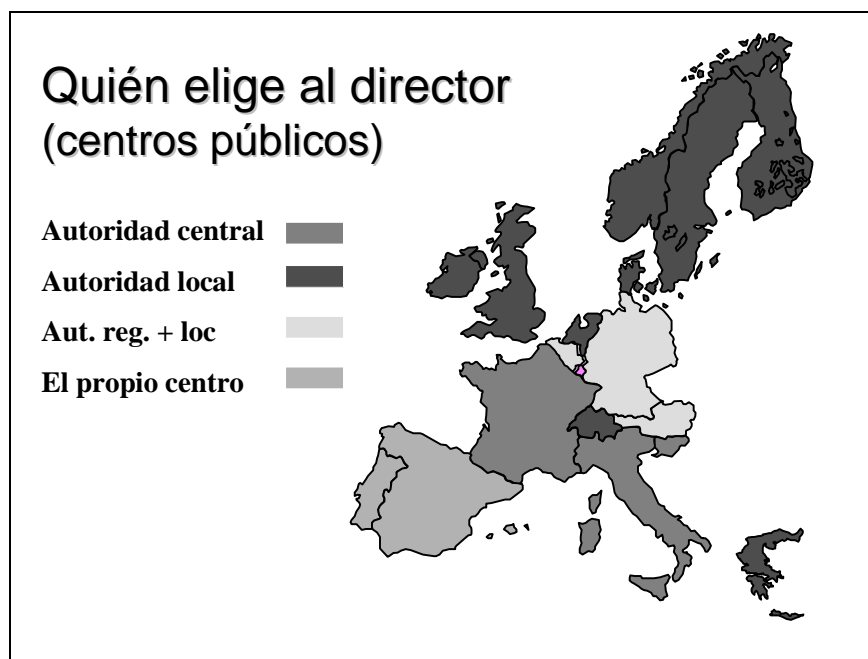 Quién elige al director
(centros públicos)
Autoridad central
Autoridad local
Aut. reg. + loc
El propio centro